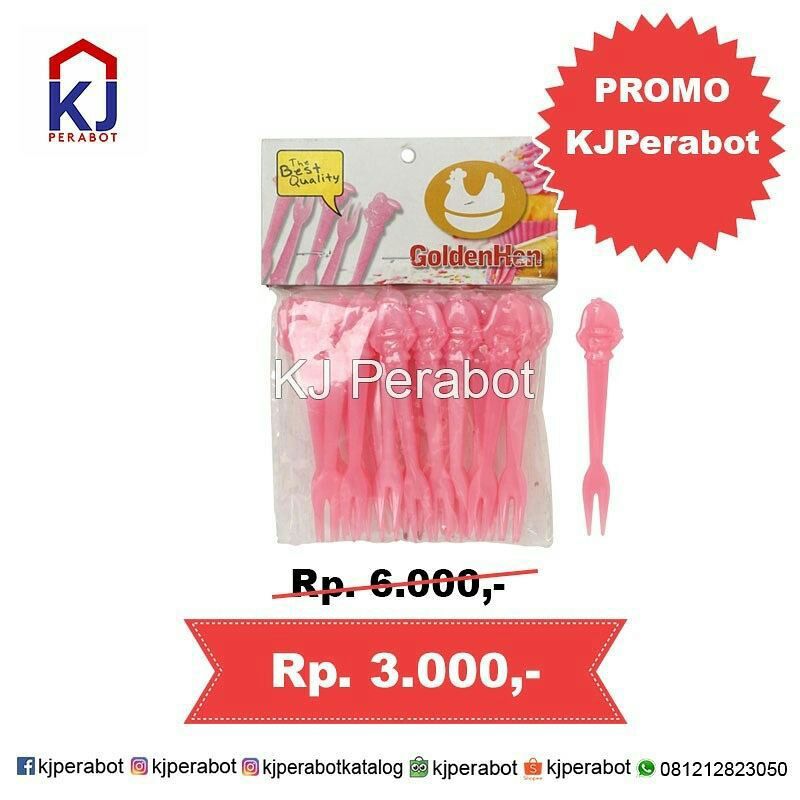 KJ
PERABOT
PROMO
KJPerabot
The
Best
Quality
GoldenHen
KJ Perabot
Rp. 6.000,-
Rp. 3.000,-
kjperabot kjperabot kjperabotkatalog kjperabot Shopee kjperabot 081212823050